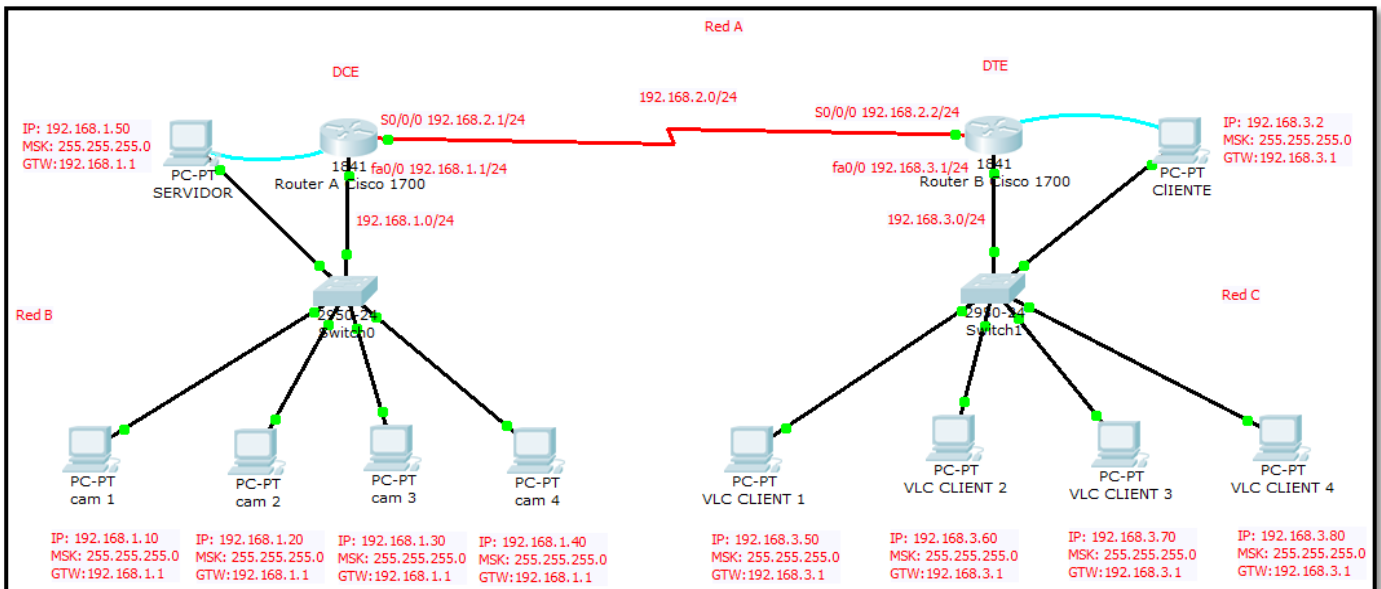 Red A
DCE
DTE
192.168.2.0/24
S0/0/0 192.168.2.1/24
S0/0/0 192.168.2.2/24
IP: 192.168.1.50
MSK: 255.255.255.0
GTW:192.168.1.1
PC-PT
SERVIDOR
1841
Router A Cisco 1700
fa0/0 192.168.1.1/24
192.168.1.0/24
fa0/0 192.168.3.1/24
1841
Router B Cisco 1700
192.168.3.0/24
PC-PT
ClIENTE
IP: 192.168.3.2
MSK: 255.255.255.0
GTW:192.168.3.1
Red B
2950-24
Switch0
2950-24
Switch1
Red C
PC-PT
cam 1
PC-PT
cam 2
PC-PT
cam 3
PC-PT
cam 4
PC-PT
VLC CLIENT 1
PC-PT
VLC CLIENT 2
PC-PT
VLC CLIENT 3
PC-PT
VLC CLIENT 4
IP: 192.168.1.10
MSK: 255.255.255.0
GTW:192.168.1.1
IP: 192.168.1.20
MSK: 255.255.255.0
GTW:192.168.1.1
IP: 192.168.1.30
MSK: 255.255.255.0
GTW:192.168.1.1
IP: 192.168.1.40
MSK: 255.255.255.0
GTW:192.168.1.1
IP: 192.168.3.50
MSK: 255.255.255.0
GTW:192.168.3.1
IP: 192.168.3.60
MSK: 255.255.255.0
GTW:192.168.3.1
IP: 192.168.3.70
MSK: 255.255.255.0
GTW:192.168.3.1
IP: 192.168.3.80
MSK: 255.255.255.0
GTW:192.168.3.1